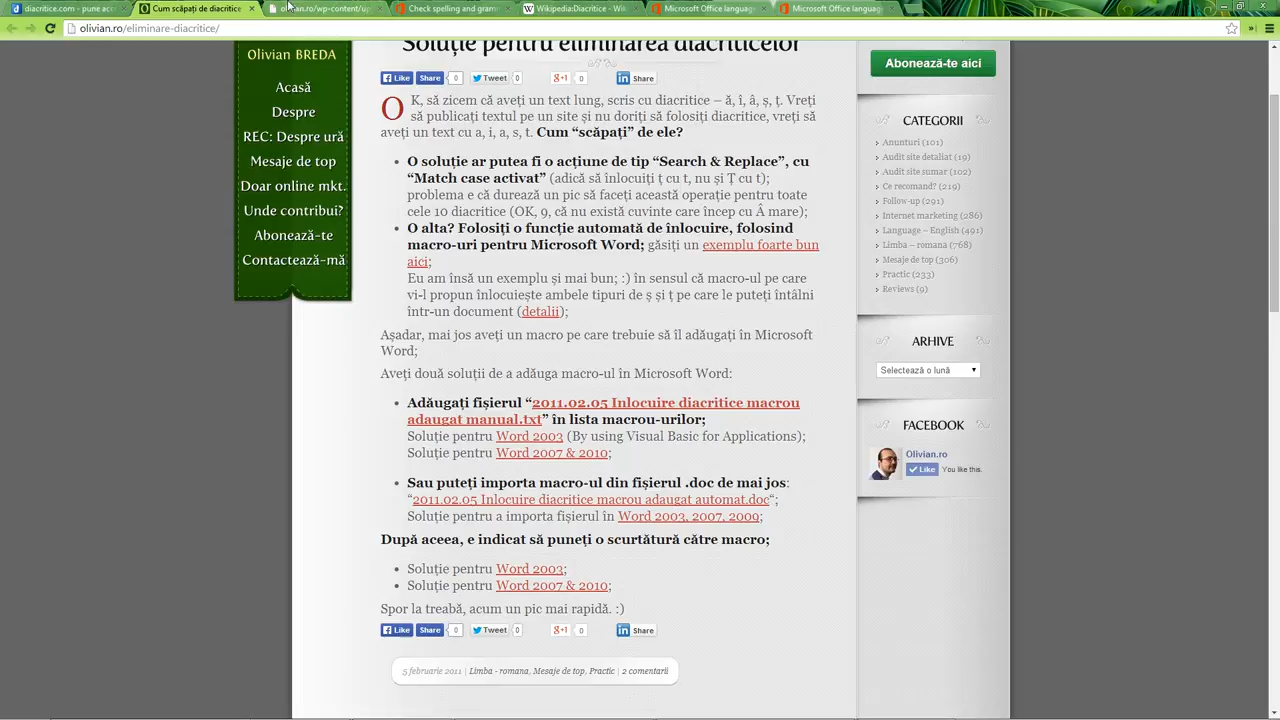 diacritice.com - pune ac
Cum scăpați de diacritice
olivian.ro/wp-content/up
Check spelling and gram
Wikipedia:Diacritice - Wi
Microsoft Office languag
Microsoft Office languag
olivian.ro/eliminare-diacritice/
Olivian BREDA
Acasă
Despre
REC: Despre ură
Mesaje de top
Doar online mkt.
Unde contribui?
Abonează-te
Contactează-mă
Soluție pentru eliminarea diacriticelor
Like Share 0 Tweet 0 g+1 0 in Share
OK, să zicem că aveți un text lung, scris cu diacritice – ă, î, â, ș, ț. Vreți
să publicați textul pe un site și nu doriți să folosiți diacritice, vreți să
aveți un text cu a, i, a, s, t. Cum “scăpați” de ele?
O soluție ar putea fi o acțiune de tip “Search & Replace”, cu
“Match case activat” (adică să înlocuiți ț cu t, nu și Ț cu t);
problema e că durează un pic să faceți această operație pentru toate
cele 10 diacritice (OK, 9, că nu există cuvinte care încep cu Â mare);
O alta? Folosiți o funcție automată de înlocuire, folosind
macro-uri pentru Microsoft Word; găsiți un exemplu foarte bun
aici;
Eu am însă un exemplu și mai bun; :) în sensul că macro-ul pe care
vi-l propun înlocuiește ambele tipuri de ș și ț pe care le puteți întâlni
într-un document (detalii);
Așadar, mai jos aveți un macro pe care trebuie să îl adăugați în Microsoft
Word;
Aveți două soluții de a adăuga macro-ul în Microsoft Word:
Adăugați fișierul “2011.02.05 Inlocuire diacritice macrou
adaugat manual.txt” în lista macrou-urilor;
Soluție pentru Word 2003 (By using Visual Basic for Applications);
Soluție pentru Word 2007 & 2010;
Sau puteți importa macro-ul din fișierul .doc de mai jos:
“2011.02.05 Inlocuire diacritice macrou adaugat automat.doc“;
Soluție pentru a importa fișierul în Word 2003, 2007, 2009;
După aceea, e indicat să puneți o scurtătură către macro;
Soluție pentru Word 2003;
Soluție pentru Word 2007 & 2010;
Spor la treabă, acum un pic mai rapidă. :)
Like Share 0 Tweet 0 g+1 0 in Share
5 februarie 2011 | Limba - romana, Mesaje de top, Practic | 2 comentarii
Abonează-te aici
CATEGORII
Anunturi (101)
Audit site detaliat (19)
Audit site sumar (102)
Ce recomand? (219)
Follow-up (291)
Internet marketing (286)
Language – English (491)
Limba – romana (768)
Mesaje de top (306)
Practic (233)
Reviews (9)
ARHIVE
Selectează o lună
FACEBOOK
Olivian.ro
Like You like this.